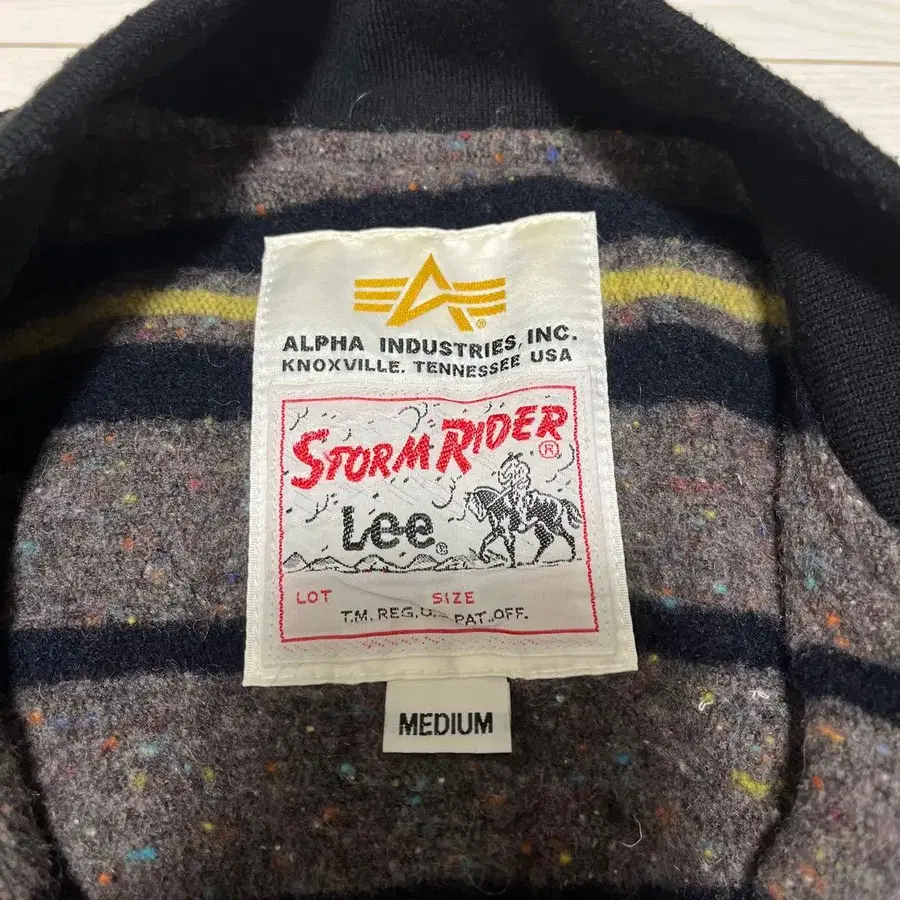 ALPHA INDUSTRIES, INC.
KNOXVILLE. TENNESSEE USA
STORM RIDER ®
Lee ®
LOT SIZE
T.M. REG.U. PAT. OFF.
MEDIUM